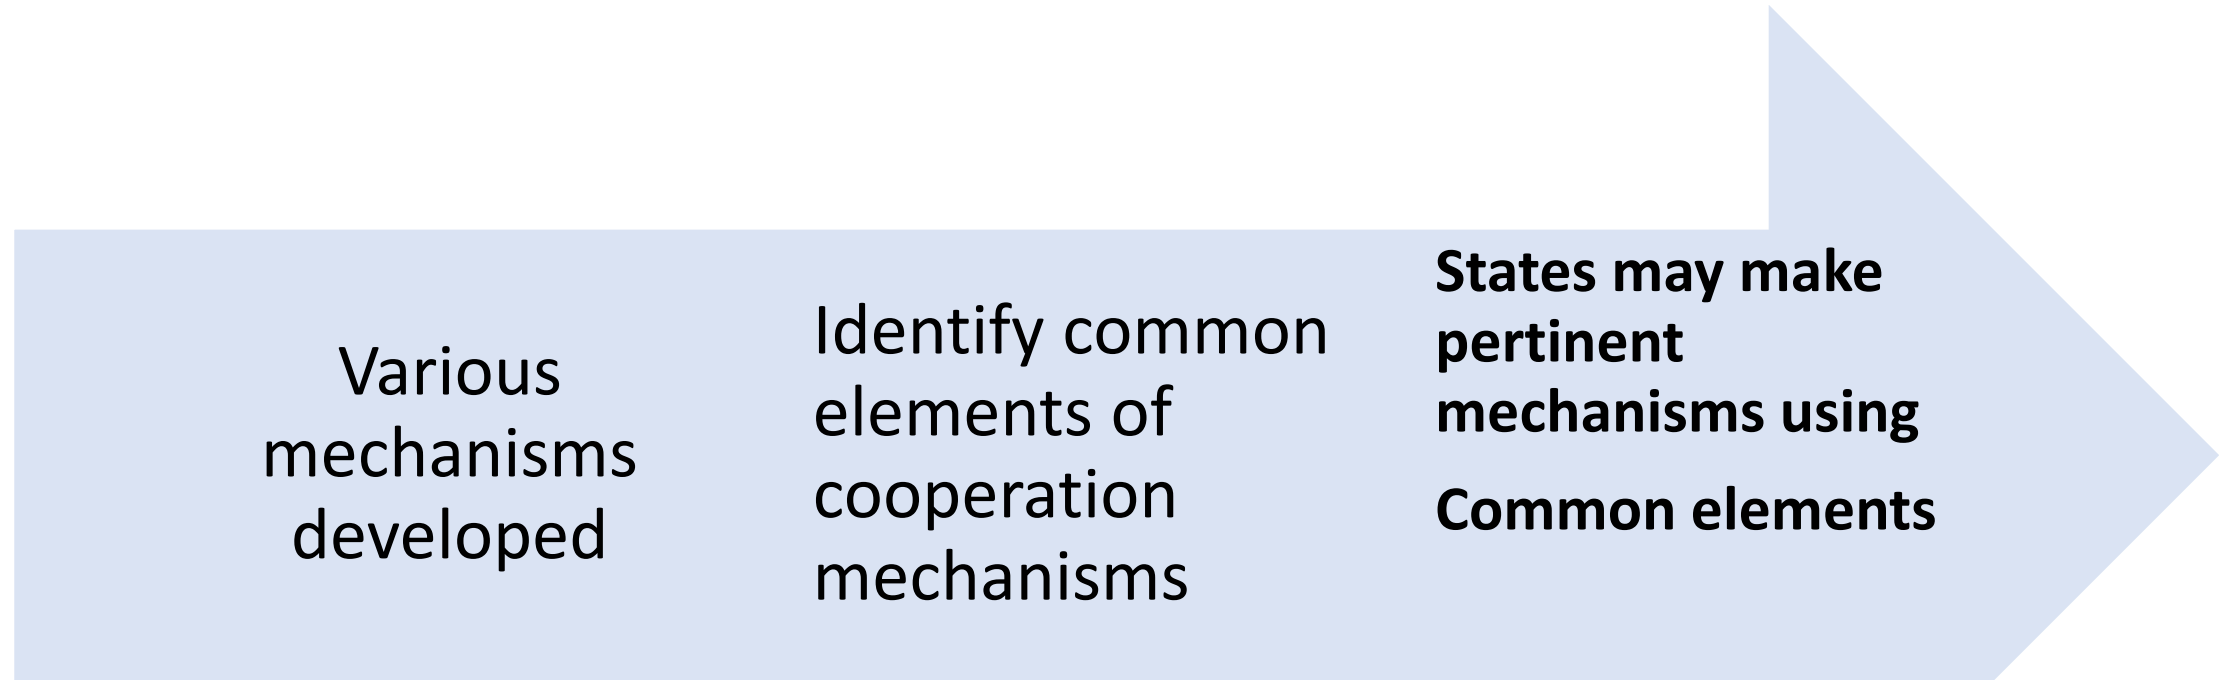 Various
mechanisms
developed
Identify common
elements of
cooperation
mechanisms
States may make
pertinent
mechanisms using
Common elements